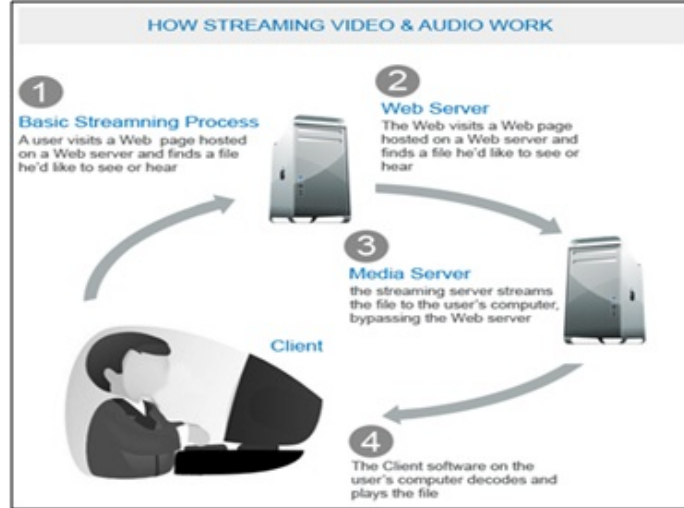 HOW STREAMING VIDEO & AUDIO WORK
1
Basic Streamning Process
A user visits a Web page hosted
on a Web server and finds a file
he'd like to see or hear
2
Web Server
The Web visits a Web page
hosted on a Web server and
finds a file he'd like to see or
hear
3
Media Server
the streaming server streams
the file to the user's computer,
bypassing the Web server
Client
4
The Client software on the
user's computer decodes and
plays the file